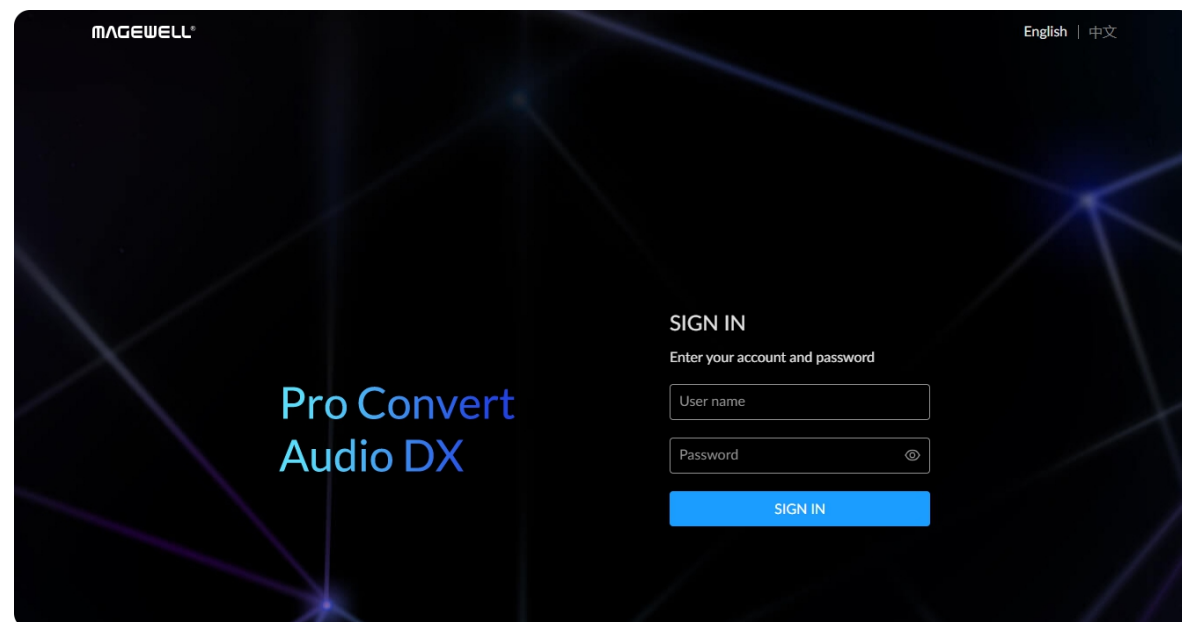 MAGEWELL®
English | 中文
SIGN IN
Enter your account and password
User name
Password
SIGN IN
Pro Convert
Audio DX